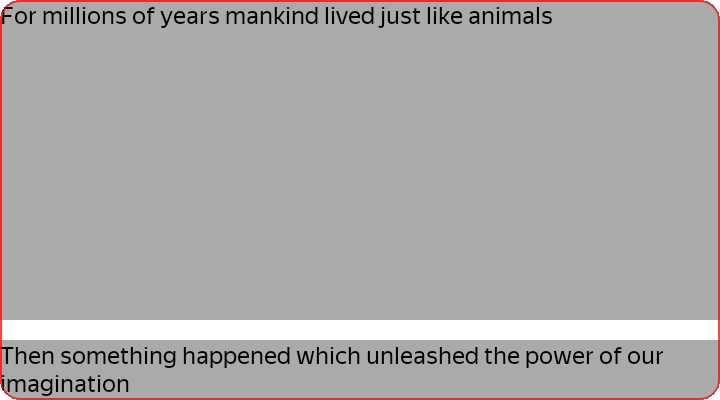 For millions of years mankind lived just like animals
Then something happened which unleashed the power of our
imagination